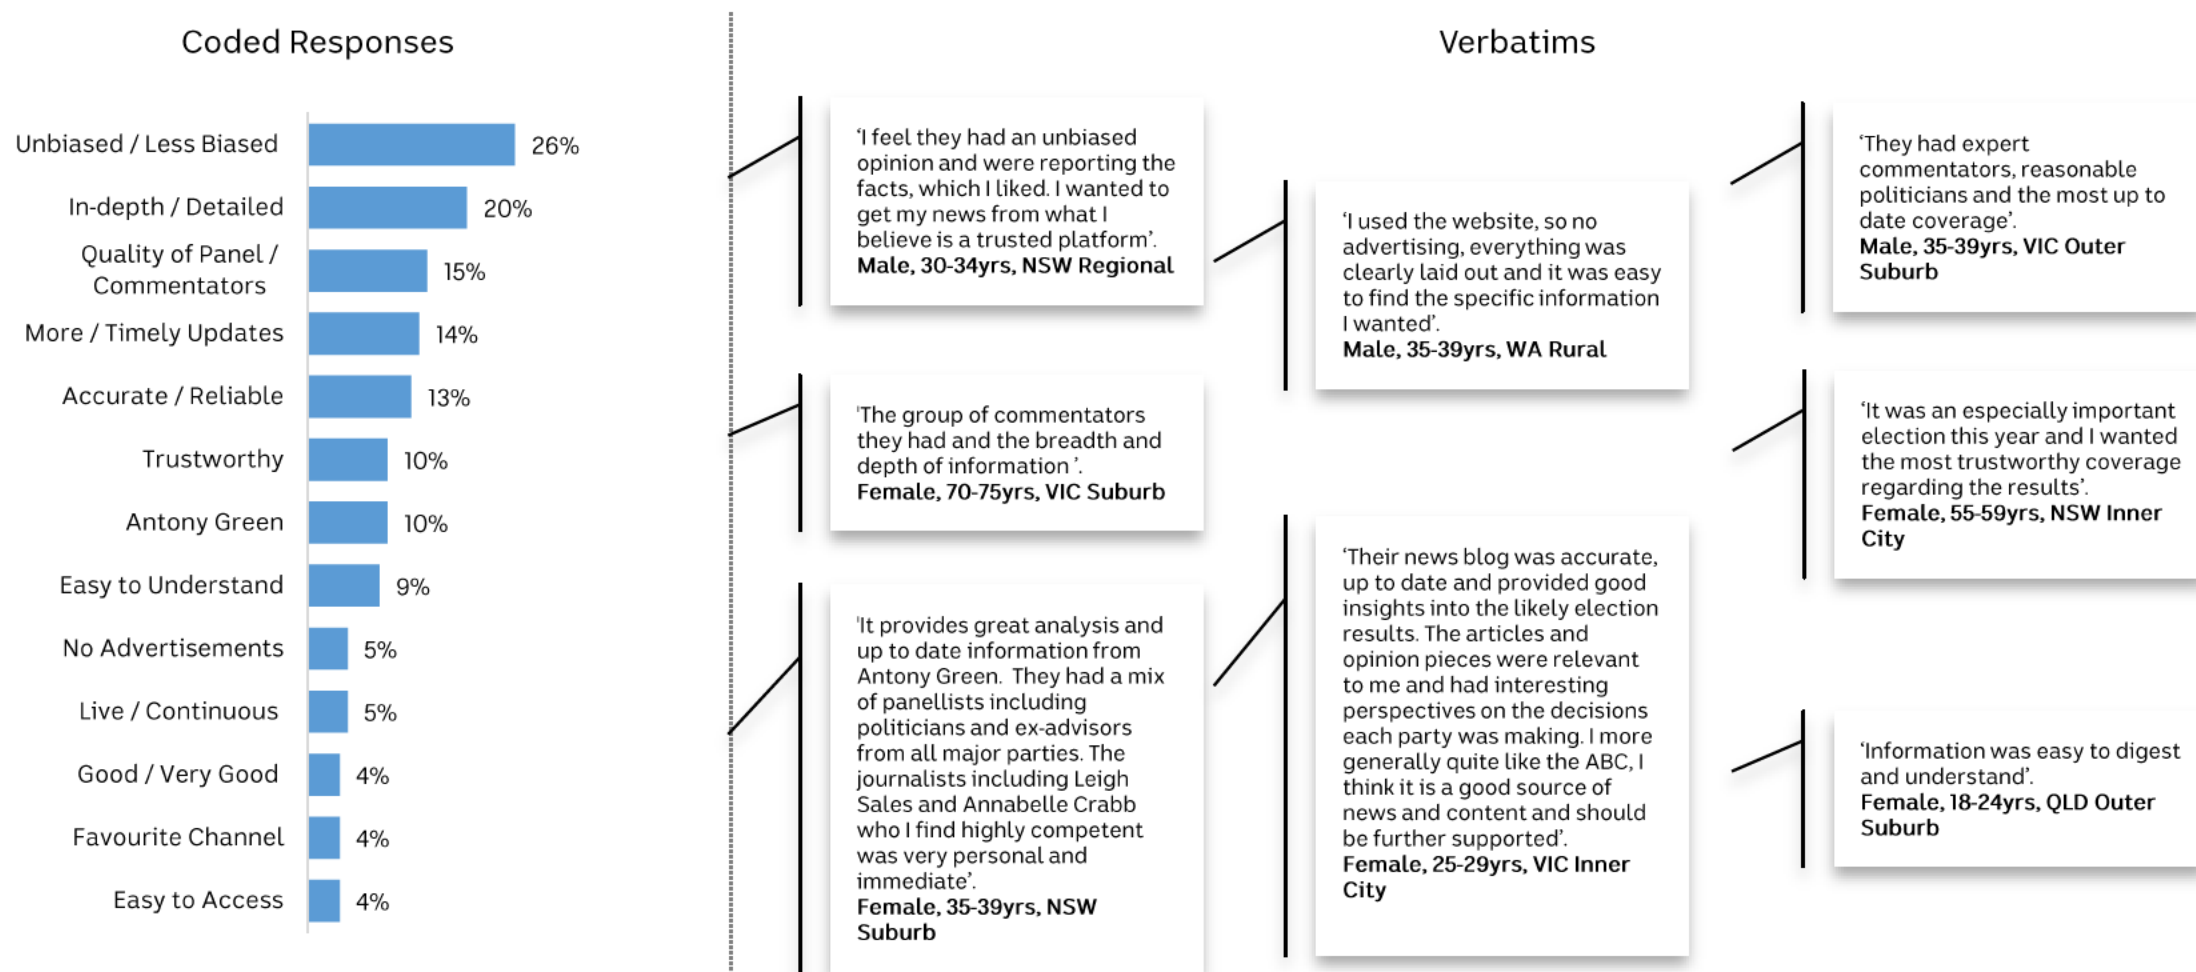 Coded Responses
Unbiased / Less Biased
26%
In-depth / Detailed
20%
Quality of Panel /
Commentators
15%
More / Timely Updates
14%
Accurate / Reliable
13%
Trustworthy
10%
Antony Green
10%
Easy to Understand
9%
No Advertisements
5%
Live / Continuous
5%
Good / Very Good
4%
Favourite Channel
4%
Easy to Access
4%
Verbatims
‘I feel they had an unbiased
opinion and were reporting the
facts, which I liked. I wanted to
get my news from what I
believe is a trusted platform’.
Male, 30-34yrs, NSW Regional
'The group of commentators
they had and the breadth and
depth of information ’.
Female, 70-75yrs, VIC Suburb
'It provides great analysis and
up to date information from
Antony Green.  They had a mix
of panellists including
politicians and ex-advisors
from all major parties. The
journalists including Leigh
Sales and Annabelle Crabb
who I find highly competent
was very personal and
immediate’.
Female, 35-39yrs, NSW
Suburb
‘I used the website, so no
advertising, everything was
clearly laid out and it was easy
to find the specific information
I wanted’.
Male, 35-39yrs, WA Rural
‘Their news blog was accurate,
up to date and provided good
insights into the likely election
results. The articles and
opinion pieces were relevant
to me and had interesting
perspectives on the decisions
each party was making. I more
generally quite like the ABC, I
think it is a good source of
news and content and should
be further supported’.
Female, 25-29yrs, VIC Inner
City
‘They had expert
commentators, reasonable
politicians and the most up to
date coverage’.
Male, 35-39yrs, VIC Outer
Suburb
‘It was an especially important
election this year and I wanted
the most trustworthy coverage
regarding the results’.
Female, 55-59yrs, NSW Inner
City
‘Information was easy to digest
and understand’.
Female, 18-24yrs, QLD Outer
Suburb